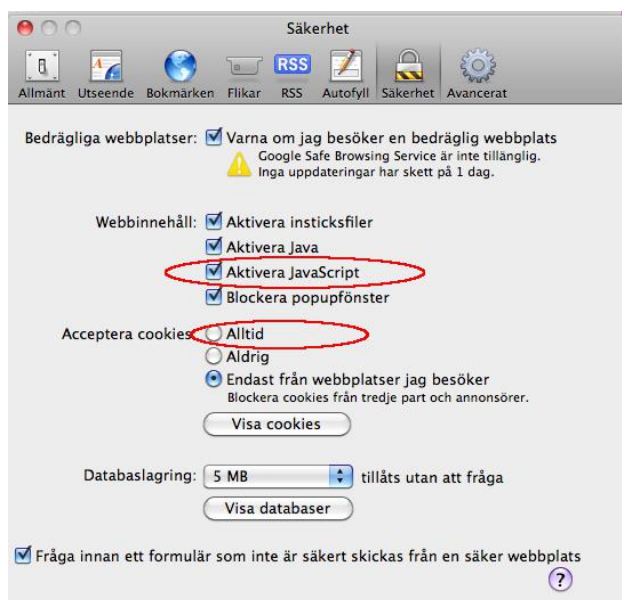 Säkerhet
RSS
Allmänt Utseende Bokmärken Flikar RSS Autofyll Säkerhet Avancerat
Bedrägliga webbplatser: Varna om jag besöker en bedräglig webbplats
Google Safe Browsing Service är inte tillänglig.
Inga uppdateringar har skett på 1 dag.
Webbinnehåll: Aktivera insticksfiler
Aktivera Java
Aktivera JavaScript
Blockera popupfönster
Acceptera cookies Alltid
Aldrig
Endast från webbplatser jag besöker
Blockera cookies från tredje part och annonsörer.
Visa cookies
Databaslagring: 5 MB tillåts utan att fråga
Visa databaser
Fråga innan ett formulär som inte är säkert skickas från en säker webbplats
?